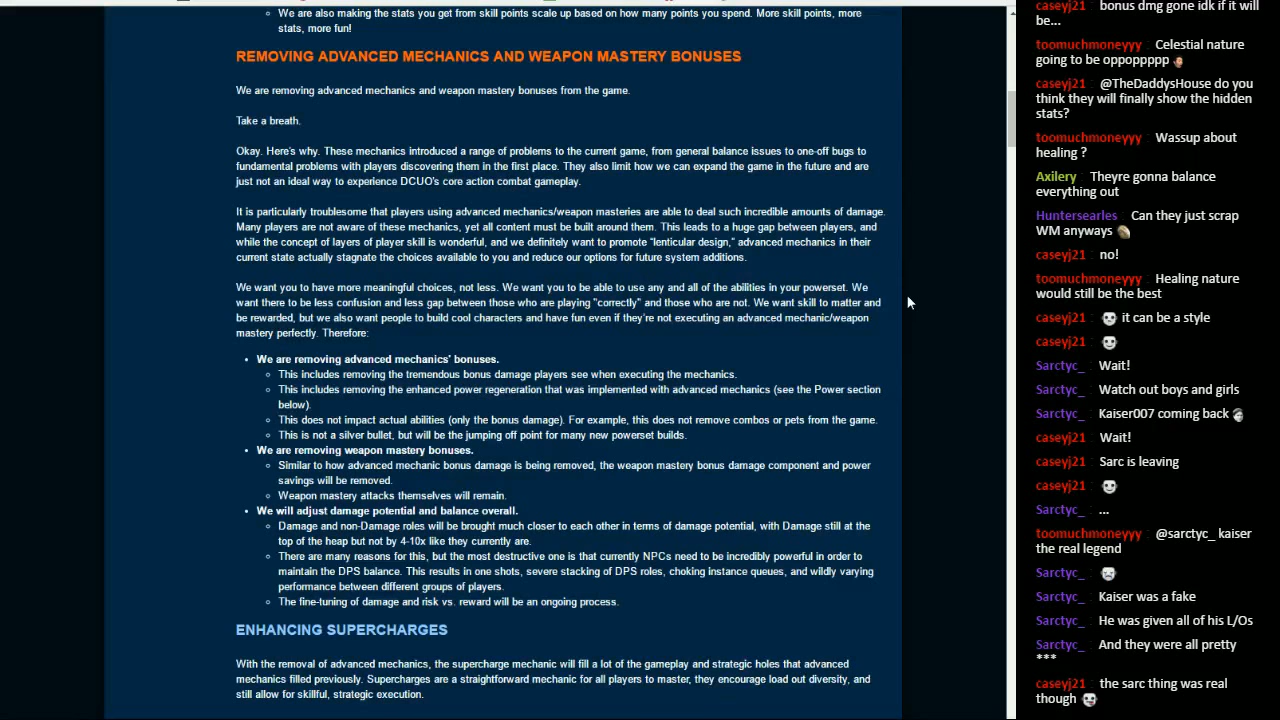 We are also making the stats you get from skill points scale up based on how many points you spend. More skill points, more
stats, more fun!
REMOVING ADVANCED MECHANICS AND WEAPON MASTERY BONUSES
We are removing advanced mechanics and weapon mastery bonuses from the game.
Take a breath.
Okay. Here's why. These mechanics introduced a range of problems to the current game, from general balance issues to one-off bugs to
fundamental problems with players discovering them in the first place. They also limit how we can expand the game in the future and are
just not an ideal way to experience DCUO's core action combat gameplay.
It is particularly troublesome that players using advanced mechanics/weapon masteries are able to deal such incredible amounts of damage.
Many players are not aware of these mechanics, yet all content must be built around them. This leads to a huge gap between players, and
while the concept of layers of player skill is wonderful, and we definitely want to promote "lenticular design," advanced mechanics in their
current state actually stagnate the choices available to you and reduce our options for future system additions.
We want you to have more meaningful choices, not less. We want you to be able to use any and all of the abilities in your powerset. We
want there to be less confusion and less gap between those who are playing "correctly" and those who are not. We want skill to matter and
be rewarded, but we also want people to build cool characters and have fun even if they're not executing an advanced mechanic/weapon
mastery perfectly. Therefore:
We are removing advanced mechanics' bonuses.
This includes removing the tremendous bonus damage players see when executing the mechanics.
This includes removing the enhanced power regeneration that was implemented with advanced mechanics (see the Power section
below).
This does not impact actual abilities (only the bonus damage). For example, this does not remove combos or pets from the game.
This is not a silver bullet, but will be the jumping off point for many new powerset builds.
We are removing weapon mastery bonuses.
Similar to how advanced mechanic bonus damage is being removed, the weapon mastery bonus damage component and power
savings will be removed.
Weapon mastery attacks themselves will remain.
We will adjust damage potential and balance overall.
Damage and non-Damage roles will be brought much closer to each other in terms of damage potential, with Damage still at the
top of the heap but not by 4-10x like they currently are.
There are many reasons for this, but the most destructive one is that currently NPCs need to be incredibly powerful in order to
maintain the DPS balance. This results in one shots, severe stacking of DPS roles, choking instance queues, and wildly varying
performance between different groups of players.
The fine-tuning of damage and risk vs. reward will be an ongoing process.
ENHANCING SUPERCHARGES
With the removal of advanced mechanics, the supercharge mechanic will fill a lot of the gameplay and strategic holes that advanced
mechanics filled previously. Supercharges are a straightforward mechanic for all players to master, they encourage load out diversity, and
still allow for skillful, strategic execution.
caseyj21 : bonus dmg gone idk if it will
be...
toomuchmoneyyy : Celestial nature
going to be oppoppppp
caseyj21 : @TheDaddysHouse do you
think they will finally show the hidden
stats?
toomuchmoneyyy : Wassup about
healing ?
Axilery : Theyre gonna balance
everything out
Huntersearles : Can they just scrap
WM anyways
caseyj21 : no!
toomuchmoneyyy : Healing nature
would still be the best
caseyj21 : it can be a style
caseyj21 :
Sarctyc_ : Wait!
Sarctyc_ : Watch out boys and girls
Sarctyc_ : Kaiser007 coming back
caseyj21 : Wait!
caseyj21 : Sarc is leaving
caseyj21 :
Sarctyc_ : ...
toomuchmoneyyy : @sarctyc_ kaiser
the real legend
Sarctyc_ :
Sarctyc_ : Kaiser was a fake
Sarctyc_ : He was given all of his L/Os
Sarctyc_ : And they were all pretty
***
caseyj21 : the sarc thing was real
though